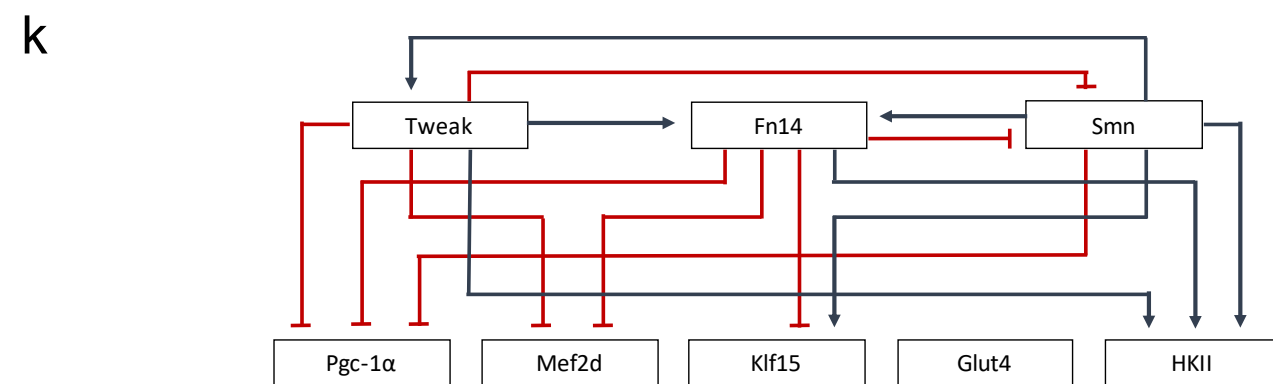 k
Tweak Fn14 Smn
Pgc-1α Mef2d Klf15 Glut4 HKII